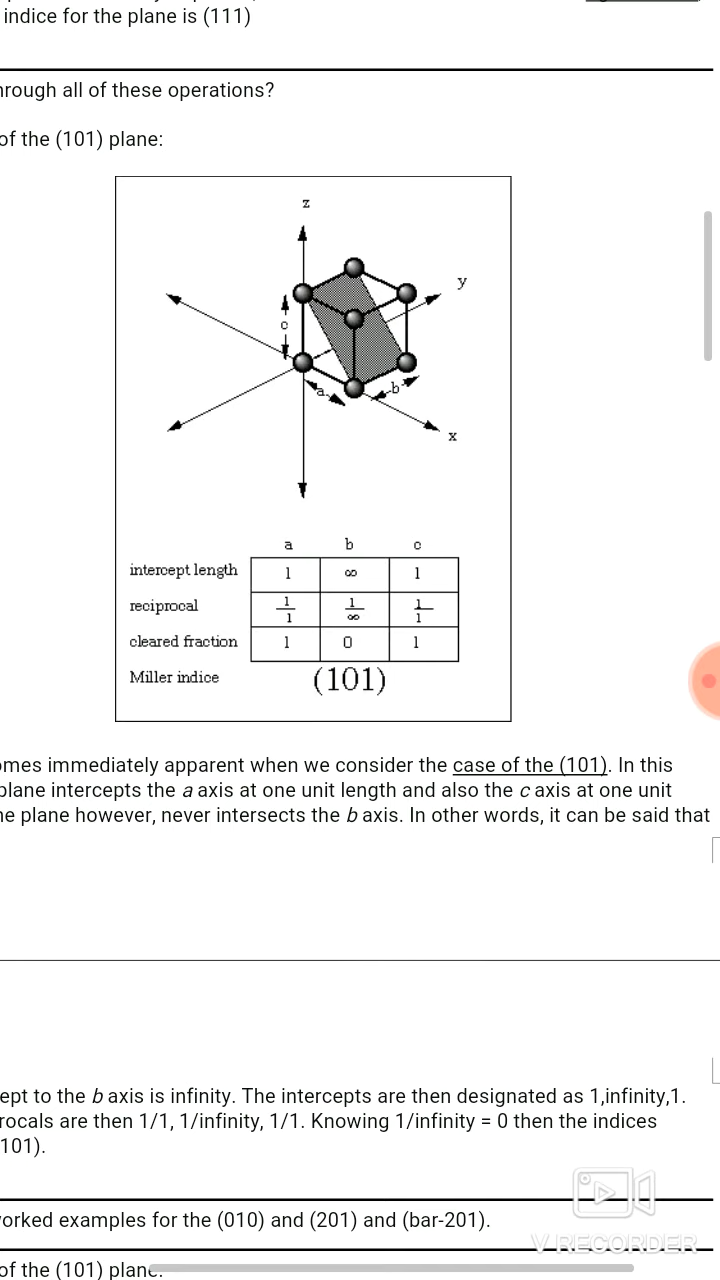 indice for the plane is (111)
hrough all of these operations?
of the (101) plane:
z
y
c
a
b
x
a b c
intercept length 1 ∞ 1
reciprocal 1/1 1/∞ 1/1
cleared fraction 1 0 1
Miller indice (101)
omes immediately apparent when we consider the case of the (101). In this
plane intercepts the a axis at one unit length and also the c axis at one unit
he plane however, never intersects the b axis. In other words, it can be said that
ept to the b axis is infinity. The intercepts are then designated as 1,infinity,1.
rocals are then 1/1, 1/infinity, 1/1. Knowing 1/infinity = 0 then the indices
101).
vorked examples for the (010) and (201) and (bar-201).
V RECORDER
of the (101) plane.